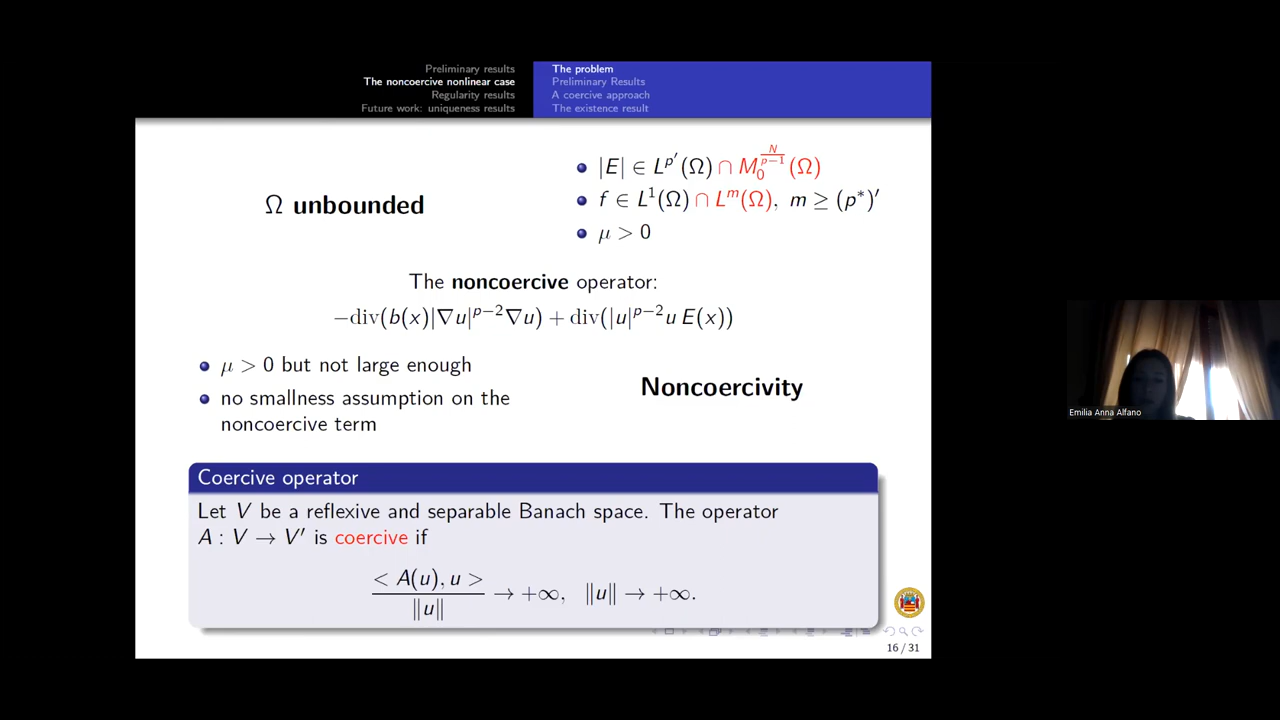 Preliminary results
The noncoercive nonlinear case
Regularity results
Future work: uniqueness results
The problem
Preliminary Results
A coercive approach
The existence result
Ω unbounded
|E| ∈ L^{p′}(Ω) ∩ M_0^{\frac{N}{p−1}}(Ω)
f ∈ L^1(Ω) ∩ L^m(Ω), m ≥ (p*)′
μ > 0
The noncoercive operator:
−div(b(x)|∇u|^{p−2}∇u) + div(|u|^{p−2}u E(x))
μ > 0 but not large enough
no smallness assumption on the
noncoercive term
Noncoercivity
Coercive operator
Let V be a reflexive and separable Banach space. The operator
A : V → V′ is coercive if
\frac{< A(u), u >}{‖u‖} → +∞, ‖u‖ → +∞.
16 / 31
Emilia Anna Alfano